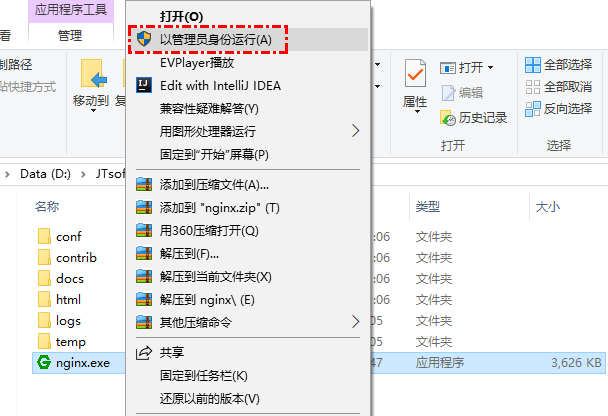 应用程序工具
看
管理
制路径
贴快捷方式
移动到
复
属性
打开
编辑
历史记录
打开
全部选择
全部取消
反向选择
选择
Data (D:)
JTsoft
打开(O)
以管理员身份运行(A)
EVPlayer播放
Edit with IntelliJ IDEA
兼容性疑难解答(Y)
用图形处理器运行
固定到"开始"屏幕(P)
添加到压缩文件(A)...
添加到 "nginx.zip" (T)
用360压缩打开(Q)
解压到(F)...
解压到当前文件夹(X)
解压到 nginx\ (E)
其他压缩命令
共享
固定到任务栏(K)
还原以前的版本(V)
名称
类型
大小
conf
:06
文件夹
contrib
:06
文件夹
docs
:06
文件夹
html
:06
文件夹
logs
05
文件夹
temp
:06
文件夹
nginx.exe
47
应用程序
3,626 KB